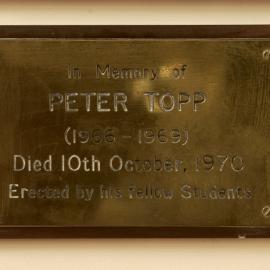 In Memory of
PETER TOPP
(1966-1969)
Died 10th October, 1970
Erected by his fellow Students